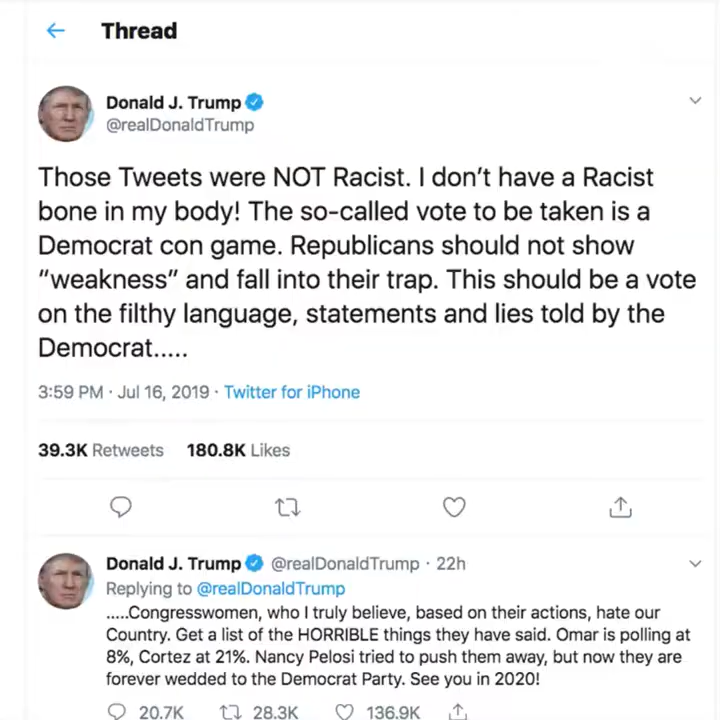 Thread
Donald J. Trump
@realDonaldTrump
Those Tweets were NOT Racist. I don’t have a Racist
bone in my body! The so-called vote to be taken is a
Democrat con game. Republicans should not show
“weakness” and fall into their trap. This should be a vote
on the filthy language, statements and lies told by the
Democrat.....
3:59 PM · Jul 16, 2019 · Twitter for iPhone
39.3K Retweets 180.8K Likes
Donald J. Trump @realDonaldTrump · 22h
Replying to @realDonaldTrump
.....Congresswomen, who I truly believe, based on their actions, hate our
Country. Get a list of the HORRIBLE things they have said. Omar is polling at
8%, Cortez at 21%. Nancy Pelosi tried to push them away, but now they are
forever wedded to the Democrat Party. See you in 2020!
20.7K 28.3K 136.9K